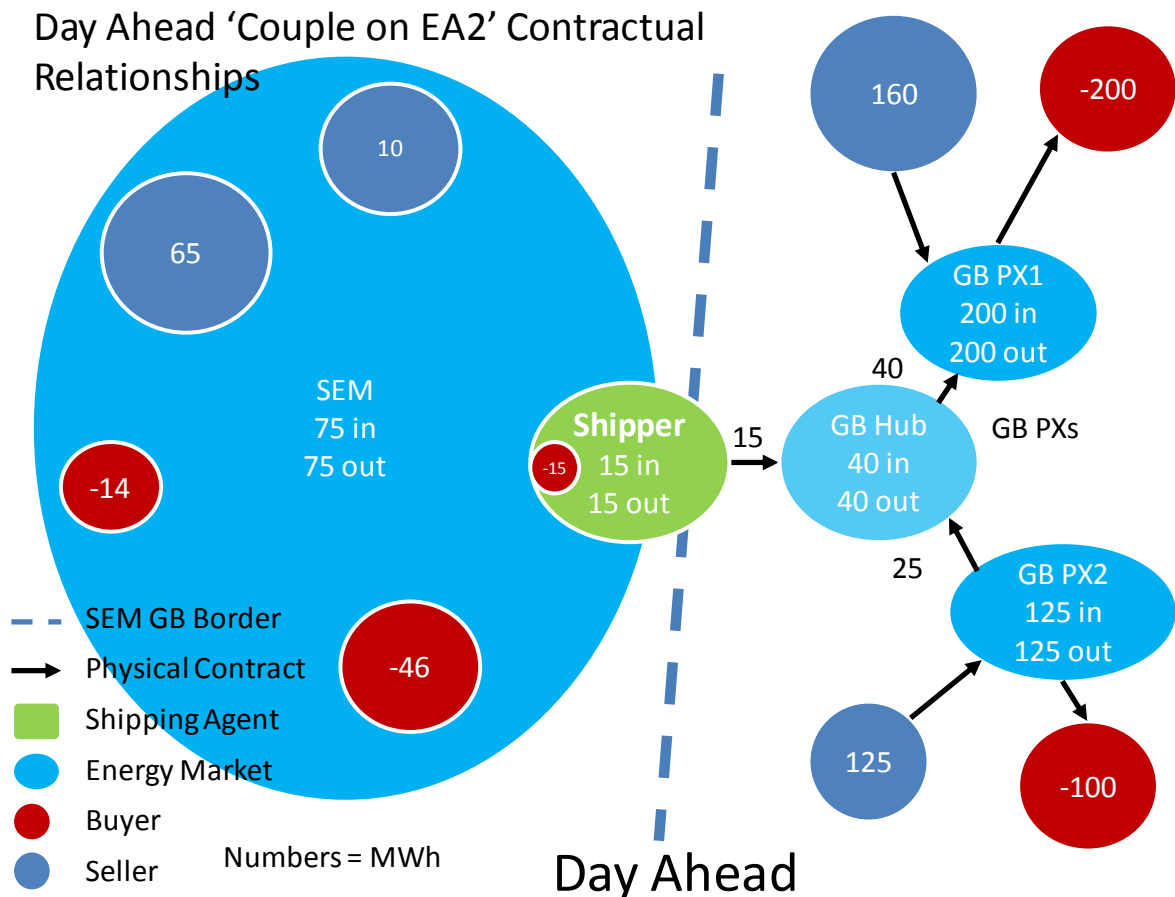 Day Ahead ‘Couple on EA2’ Contractual
Relationships
10
65
SEM
75 in
75 out
-14
-46
Shipper
15 in
15 out
-15
15
160
-200
GB PX1
200 in
200 out
40
GB Hub
40 in
40 out
GB PXs
25
GB PX2
125 in
125 out
125
-100
SEM GB Border
Physical Contract
Shipping Agent
Energy Market
Buyer
Seller
Numbers = MWh
Day Ahead